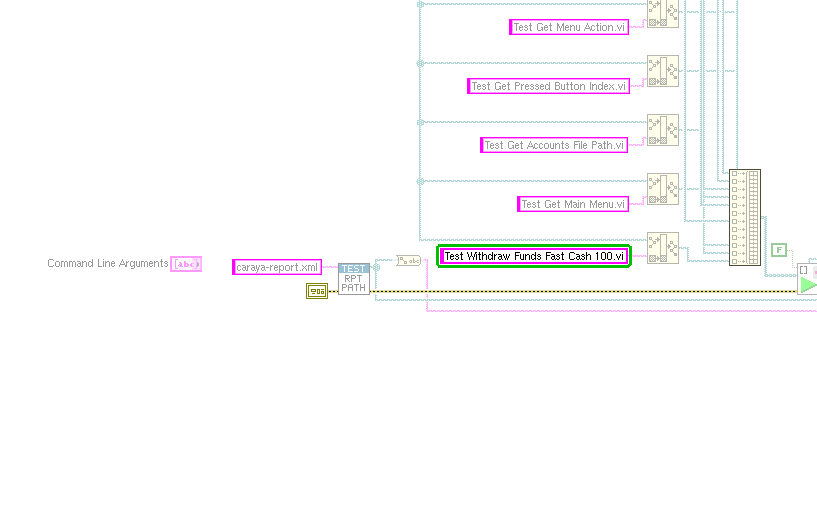 Test Get Menu Action.vi
Test Get Pressed Button Index.vi
Test Get Accounts File Path.vi
Test Get Main Menu.vi
Test Withdraw Funds Fast Cash 100.vi
F
Command Line Arguments
abc
caraya-report.xml
TEST
RPT
PATH
abc